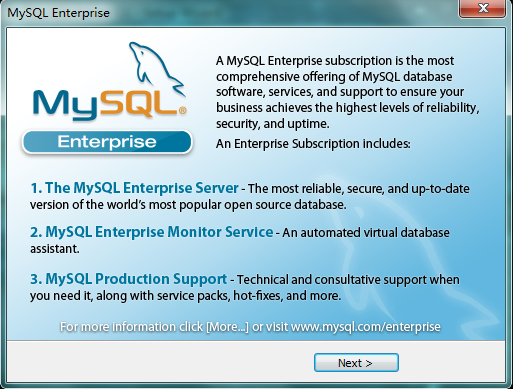 MySQL Enterprise
MySQL®
Enterprise
A MySQL Enterprise subscription is the most
comprehensive offering of MySQL database
software, services, and support to ensure your
business achieves the highest levels of reliability,
security, and uptime.
An Enterprise Subscription includes:
1. The MySQL Enterprise Server - The most reliable, secure, and up-to-date
version of the world's most popular open source database.
2. MySQL Enterprise Monitor Service - An automated virtual database
assistant.
3. MySQL Production Support - Technical and consultative support when
you need it, along with service packs, hot-fixes, and more.
For more information click [More...] or visit www.mysql.com/enterprise
Next >